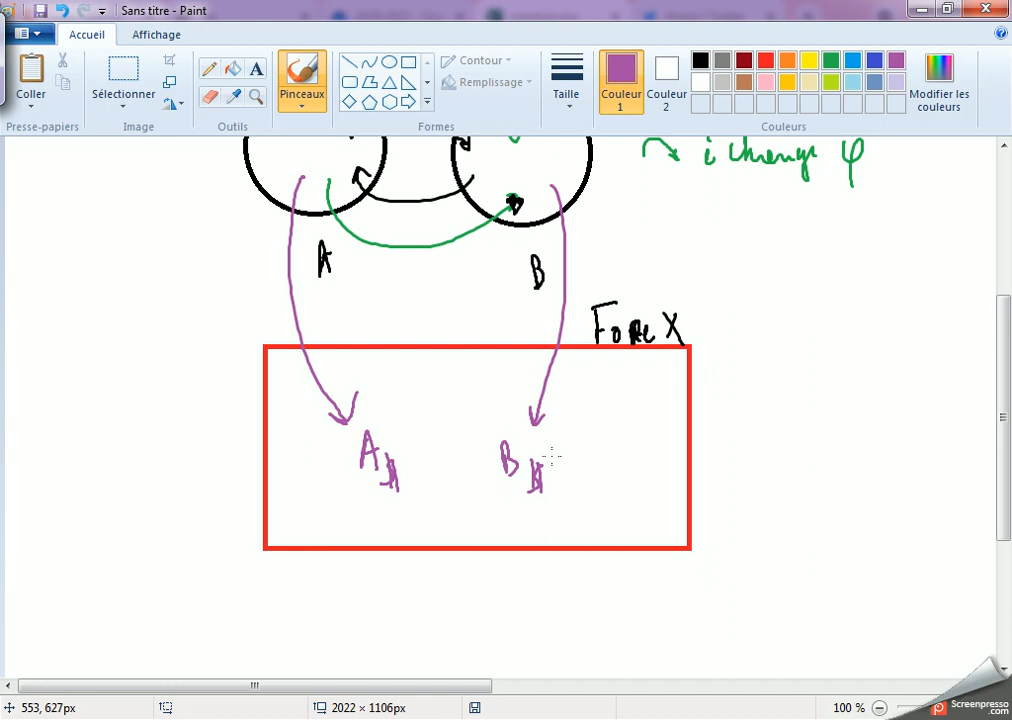 Sans titre - Paint
Accueil
Affichage
Coller
Presse-papiers
Sélectionner
Image
Outils
Pinceaux
Contour
Remplissage
Formes
Taille
Couleur 1
Couleur 2
Modifier les couleurs
Couleurs
i change φ
A
B
Forex
A
B
553, 627px
2022 × 1106px
100 %
Screenpresso
.com